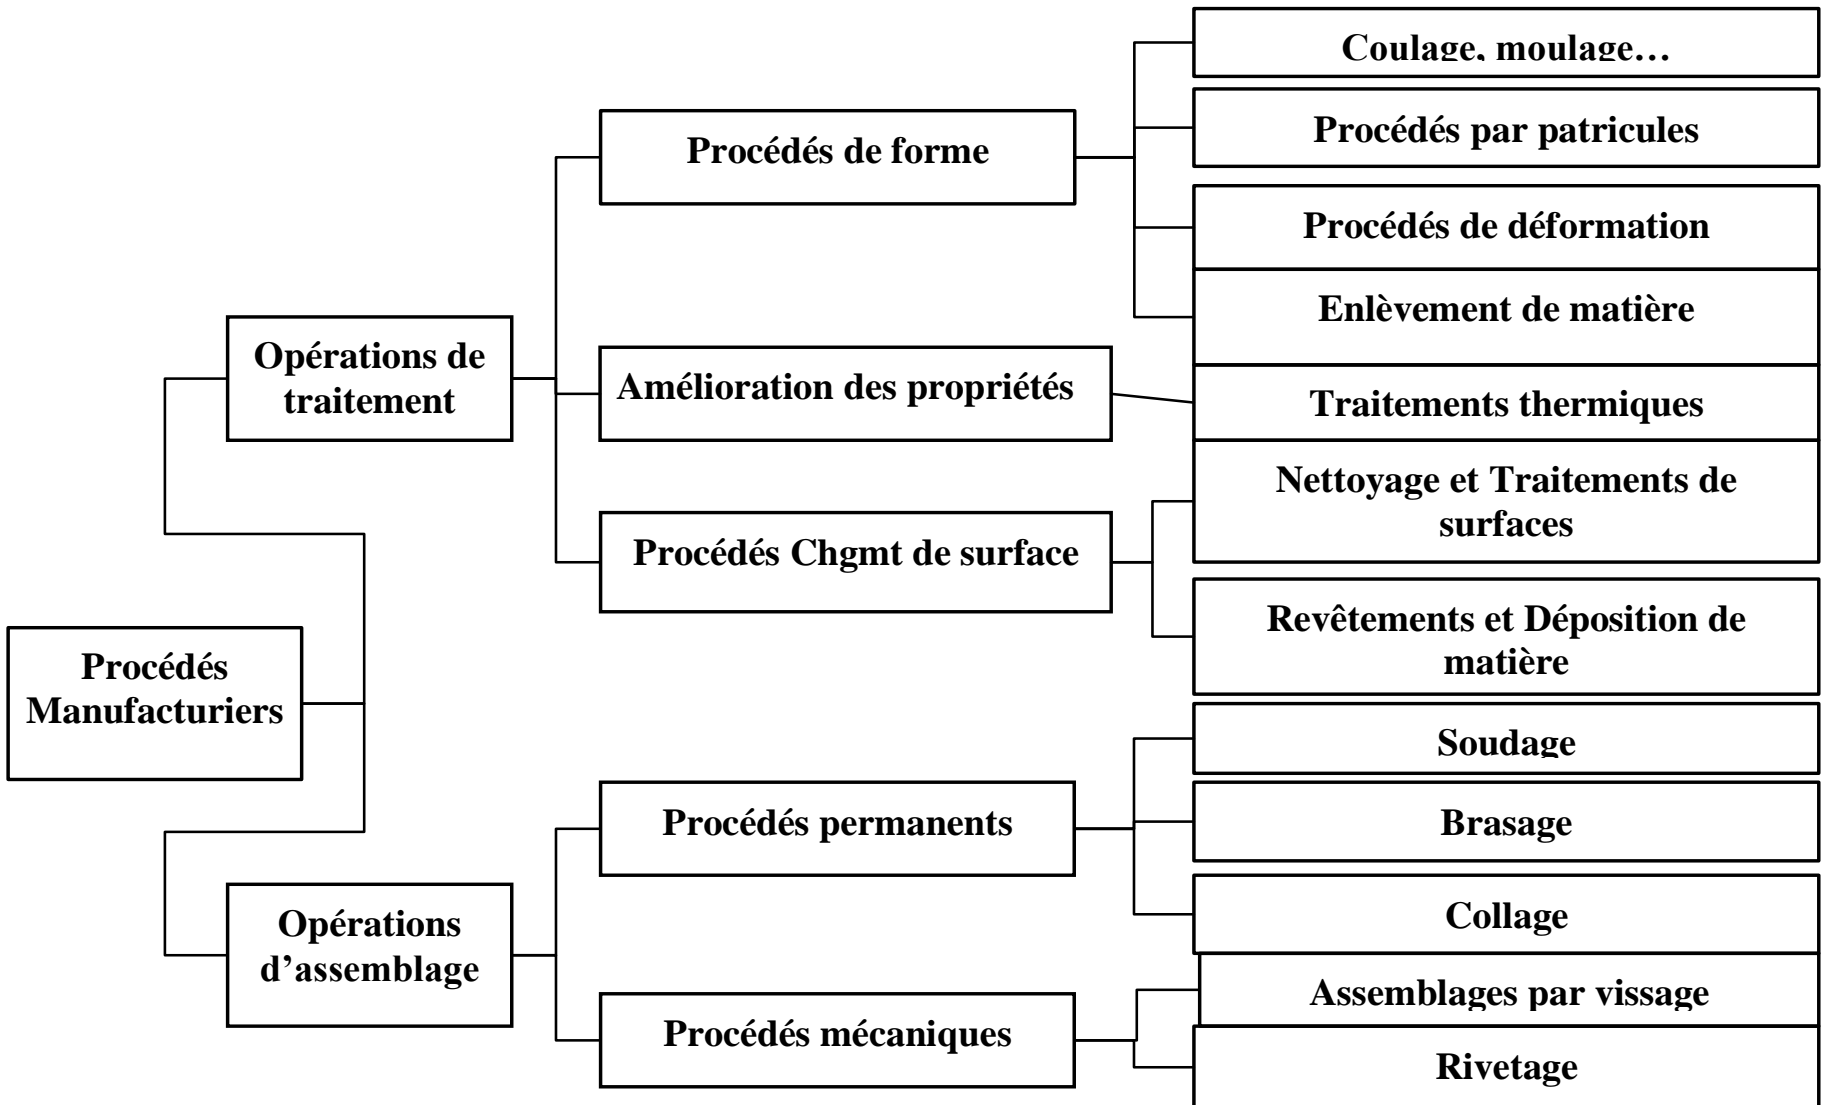 Procédés
Manufacturiers
Opérations de
traitement
Procédés de forme
Coulage, moulage…
Procédés par patricules
Procédés de déformation
Enlèvement de matière
Amélioration des propriétés
Traitements thermiques
Procédés Chgmt de surface
Nettoyage et Traitements de
surfaces
Revêtements et Déposition de
matière
Opérations
d’assemblage
Procédés permanents
Soudage
Brasage
Collage
Procédés mécaniques
Assemblages par vissage
Rivetage